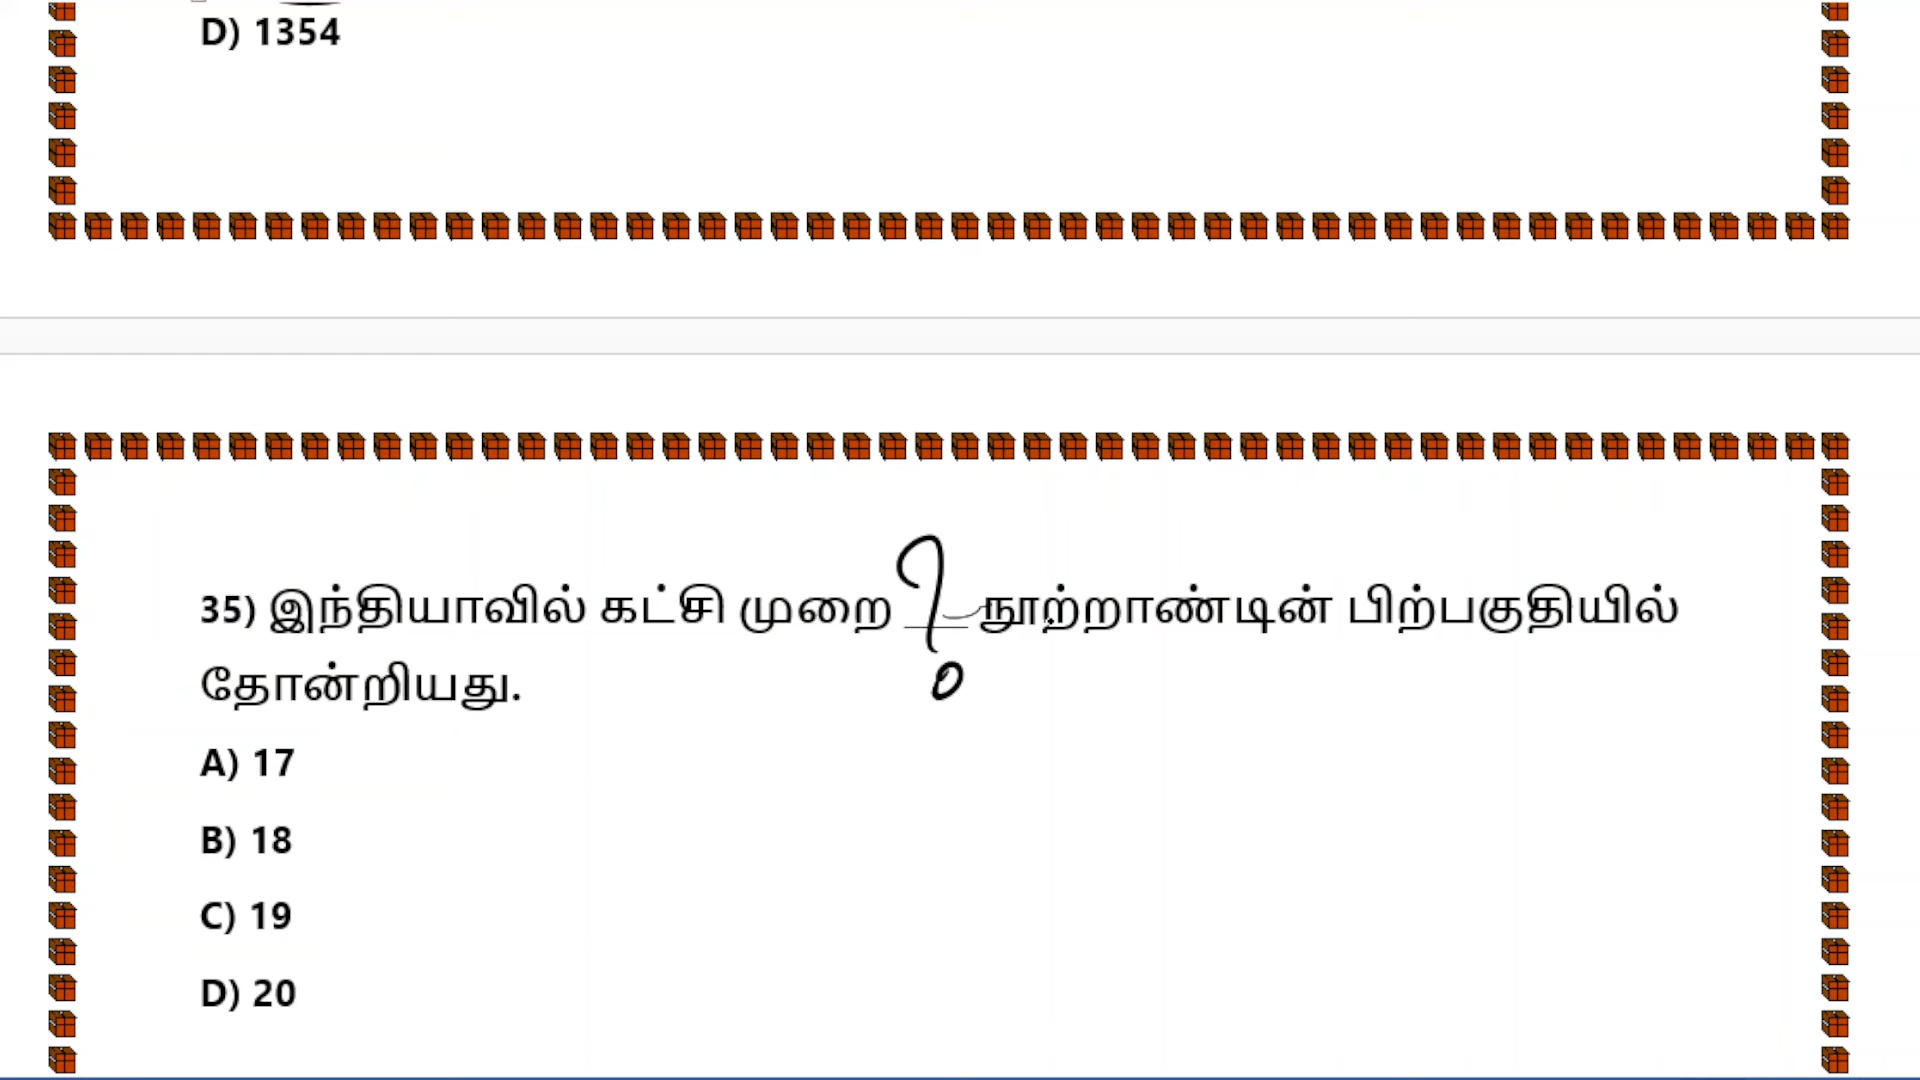 D) 1354
35) இந்தியாவில் கட்சி முறை ___ நூற்றாண்டின் பிற்பகுதியில்
தோன்றியது.
A) 17
B) 18
C) 19
D) 20